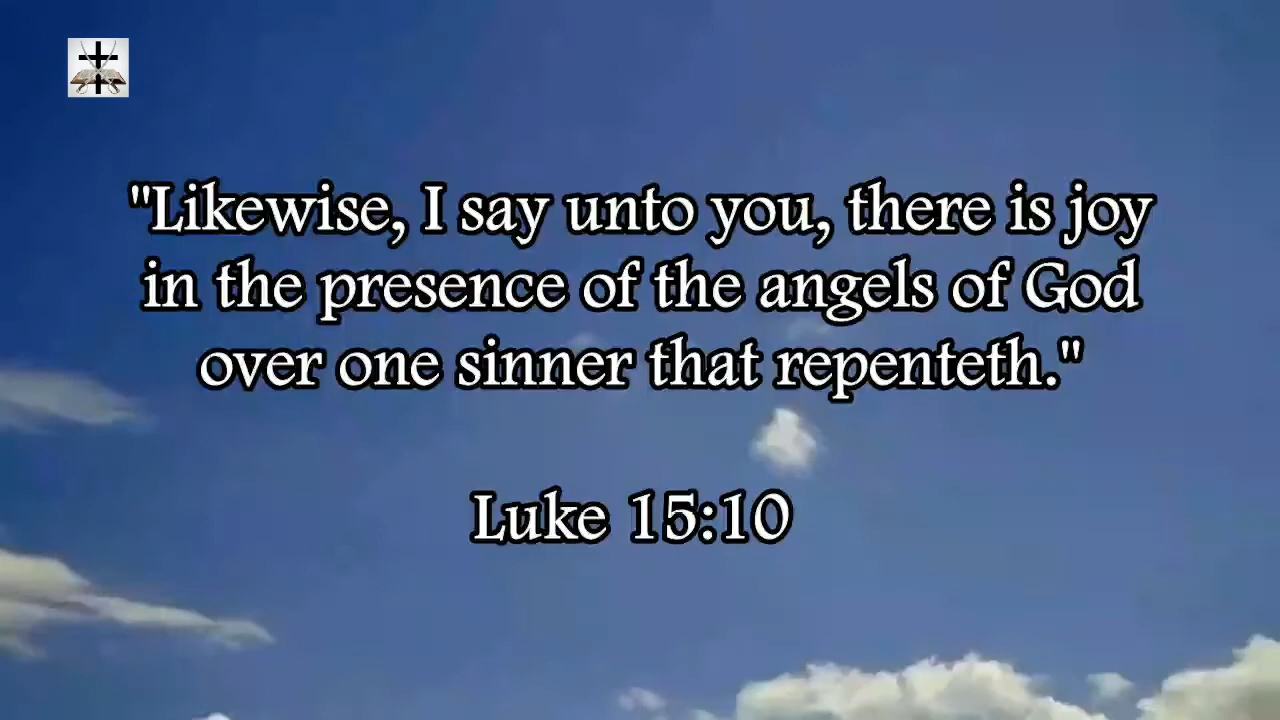 "Likewise, I say unto you, there is joy
in the presence of the angels of God
over one sinner that repenteth."
Luke 15:10